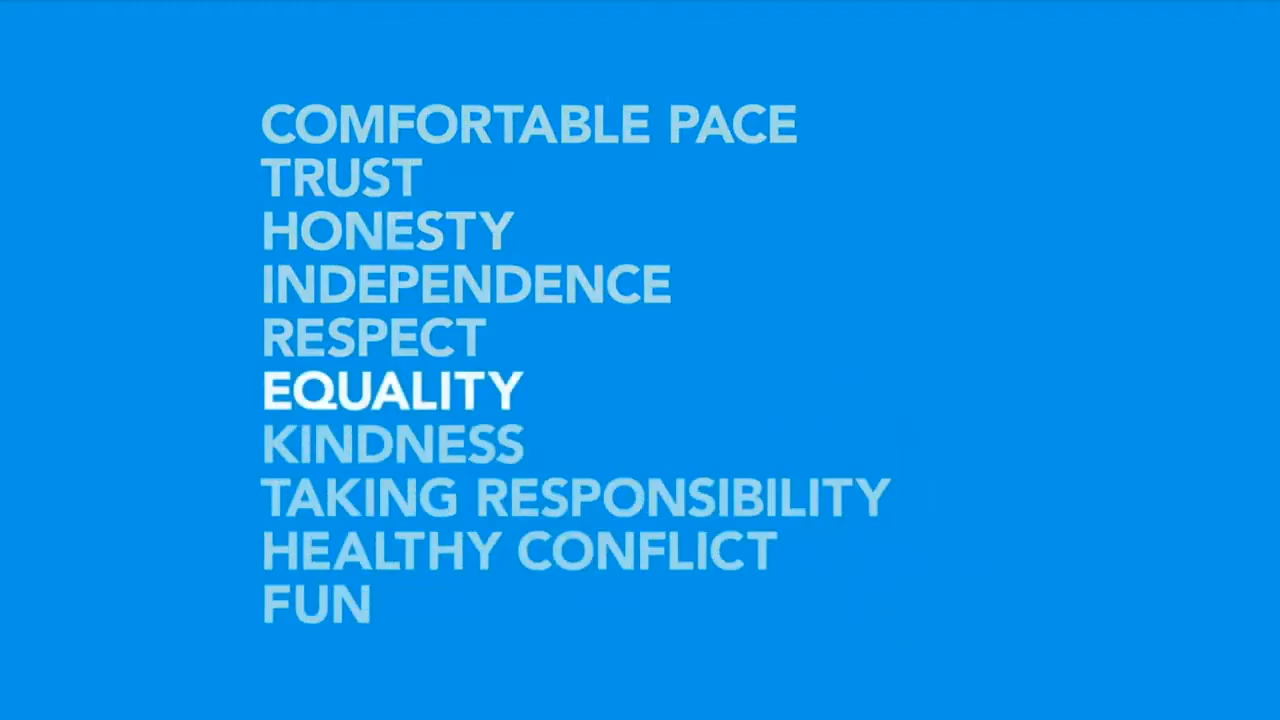 COMFORTABLE PACE
TRUST
HONESTY
INDEPENDENCE
RESPECT
EQUALITY
KINDNESS
TAKING RESPONSIBILITY
HEALTHY CONFLICT
FUN